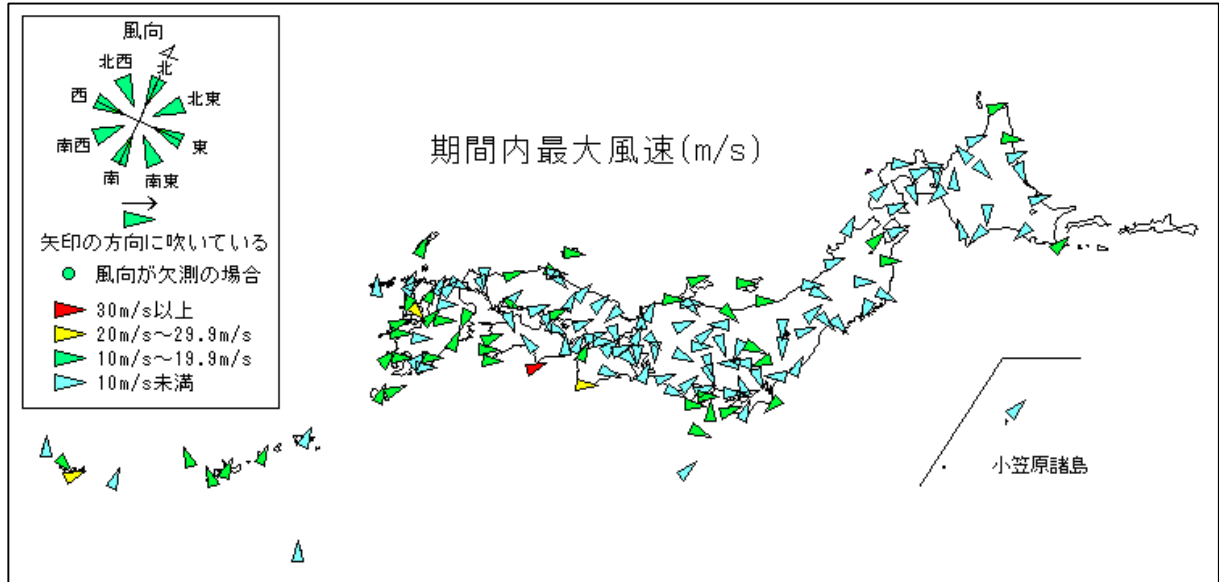 風向
北西
北
西
北東
南西
東
南
南東
矢印の方向に吹いている
風向が欠測の場合
30m/s以上
20m/s～29.9m/s
10m/s～19.9m/s
10m/s未満
期間内最大風速(m/s)
小笠原諸島